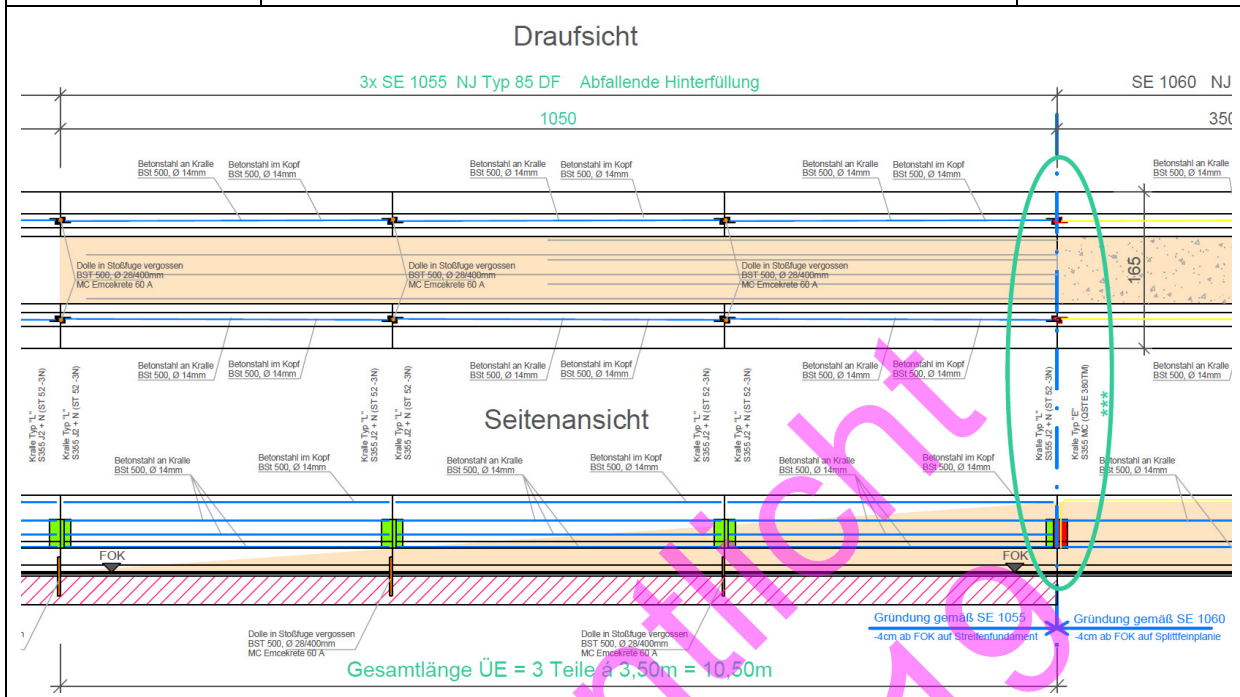 Draufsicht
3x SE 1055  NJ Typ 85 DF    Abfallende Hinterfüllung
SE 1060   NJ
1050
350
Betonstahl an Kralle
BSt 500, Ø 14mm
Betonstahl im Kopf
BSt 500, Ø 14mm
Betonstahl an Kralle
BSt 500, Ø 14mm
Betonstahl im Kopf
BSt 500, Ø 14mm
Betonstahl an Kralle
BSt 500, Ø 14mm
Betonstahl im Kopf
BSt 500, Ø 14mm
Betonstahl an Kralle
BSt 500, Ø 14mm
Dolle in Stoßfuge vergossen
BST 500, Ø 28/400mm
MC Emcekrete 60 A
Dolle in Stoßfuge vergossen
BST 500, Ø 28/400mm
MC Emcekrete 60 A
Dolle in Stoßfuge vergossen
BST 500, Ø 28/400mm
MC Emcekrete 60 A
165
Betonstahl an Kralle
BSt 500, Ø 14mm
Betonstahl im Kopf
BSt 500, Ø 14mm
Betonstahl an Kralle
BSt 500, Ø 14mm
Betonstahl im Kopf
BSt 500, Ø 14mm
Betonstahl an Kralle
BSt 500, Ø 14mm
Betonstahl im Kopf
BSt 500, Ø 14mm
Betonstahl an Kralle
BSt 500, Ø 14mm
Kralle Typ "L"
S355 J2 + N (ST 52 -3N)
Kralle Typ "L"
S355 J2 + N (ST 52 -3N)
Kralle Typ "L"
S355 J2 + N (ST 52 -3N)
Kralle Typ "L"
S355 J2 + N (ST 52 -3N)
Kralle Typ "L"
S355 J2 + N (ST 52 -3N)
Kralle Typ "L"
S355 J2 + N (ST 52 -3N)
Kralle Typ "L"
S355 J2 + N (ST 52 -3N)
Kralle Typ "E"
S355 MC (QSTE 380TM)
***
Seitenansicht
Betonstahl an Kralle
BSt 500, Ø 14mm
Betonstahl im Kopf
BSt 500, Ø 14mm
Betonstahl an Kralle
BSt 500, Ø 14mm
Betonstahl im Kopf
BSt 500, Ø 14mm
Betonstahl an Kralle
BSt 500, Ø 14mm
Betonstahl im Kopf
BSt 500, Ø 14mm
Betonstahl an Kralle
BSt 500, Ø 14mm
FOK
FOK
Gründung gemäß SE 1055
-4cm ab FOK auf Streifenfundament
Gründung gemäß SE 1060
-4cm ab FOK auf Splittfeinplanie
Dolle in Stoßfuge vergossen
BST 500, Ø 28/400mm
MC Emcekrete 60 A
Dolle in Stoßfuge vergossen
BST 500, Ø 28/400mm
MC Emcekrete 60 A
Gesamtlänge ÜE = 3 Teile á 3,50m = 10,50m